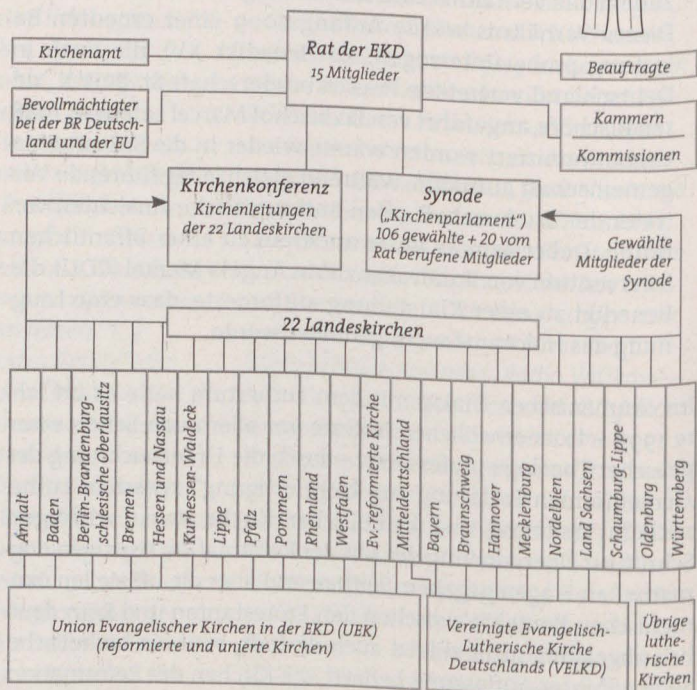 Kirchenamt
Rat der EKD
15 Mitglieder
Beauftragte
Bevollmächtigter
bei der BR Deutsch-
land und der EU
Kammern
Kommissionen
Kirchenkonferenz
Kirchenleitungen
der 22 Landeskirchen
Synode
(„Kirchenparlament“)
106 gewählte + 20 vom
Rat berufene Mitglieder
Gewählte
Mitglieder der
Synode
22 Landeskirchen
Anhalt
Baden
Berlin-Brandenburg-
schlesische Oberlausitz
Bremen
Hessen und Nassau
Kurhessen-Waldeck
Lippe
Pfalz
Pommern
Rheinland
Westfalen
Ev.-reformierte Kirche
Mitteldeutschland
Bayern
Braunschweig
Hannover
Mecklenburg
Nordelbien
Land Sachsen
Schaumburg-Lippe
Oldenburg
Württemberg
Union Evangelischer Kirchen in der EKD (UEK)
(reformierte und unierte Kirchen)
Vereinigte Evangelisch-
Lutherische Kirche
Deutschlands (VELKD)
Übrige
luthe-
rische
Kirchen